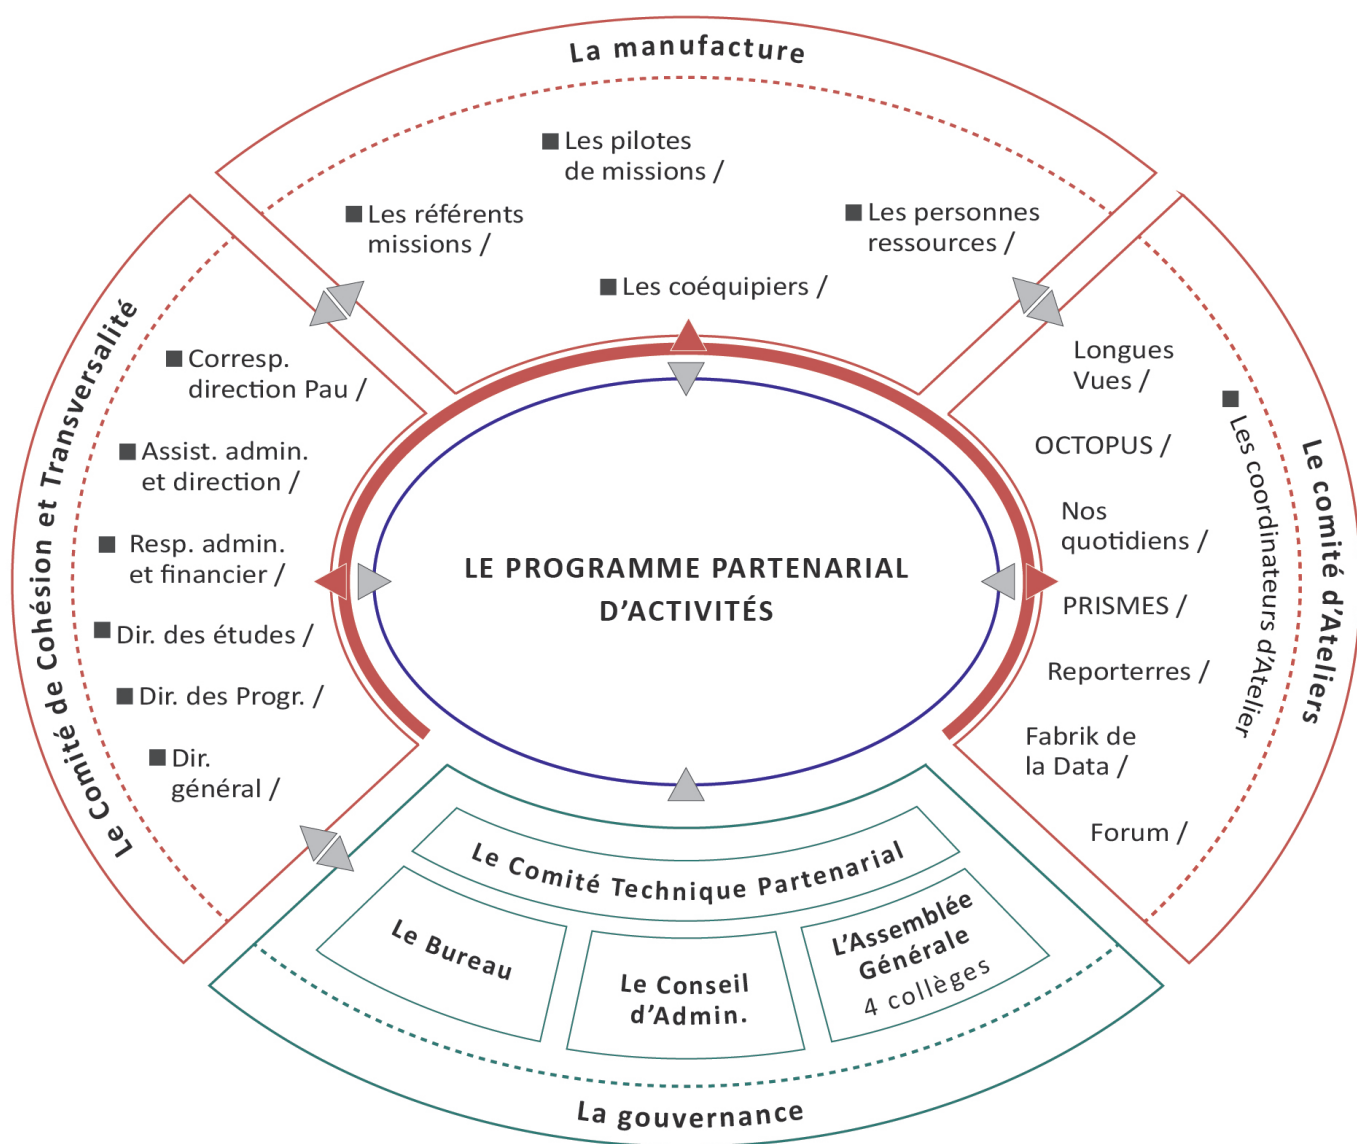 La manufacture
■ Les pilotes
de missions /
■ Les référents
missions /
■ Les personnes
ressources /
■ Les coéquipiers /
Le Comité de Cohésion et Transversalité
■ Corresp.
direction Pau /
■ Assist. admin.
et direction /
■ Resp. admin.
et financier /
■ Dir. des études /
■ Dir. des Progr. /
■ Dir.
général /
LE PROGRAMME PARTENARIAL
D’ACTIVITÉS
Longues
Vues /
OCTOPUS /
Nos
quotidiens /
PRISMES /
Reporterres /
Fabrik de
la Data /
Forum /
■ Les coordinateurs d’Atelier
Le comité d’Ateliers
Le Comité Technique Partenarial
Le Bureau
Le Conseil
d’Admin.
L’Assemblée
Générale
4 collèges
La gouvernance